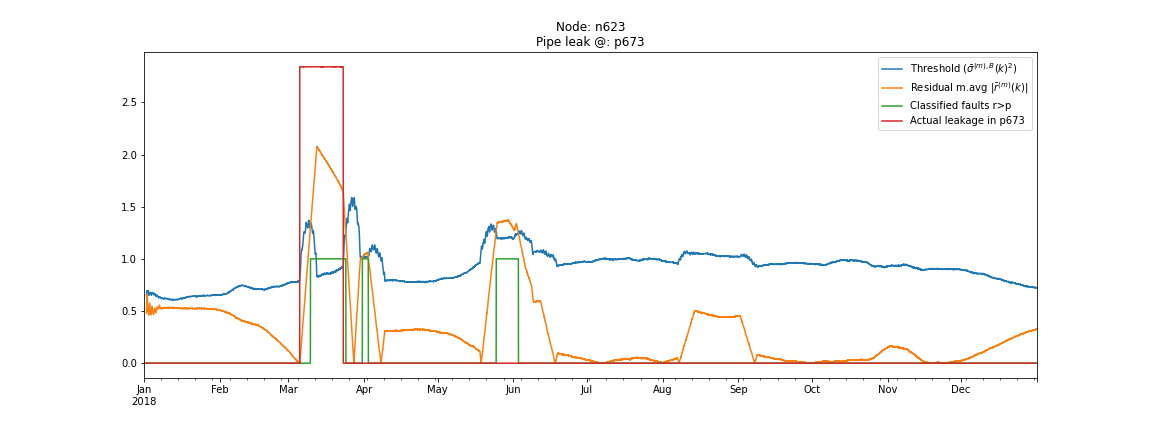 Node: n623
Pipe leak @: p673
Threshold (σ̄^(m),B(k)²)
Residual m.avg |r̄^(m)(k)|
Classified faults r>p
Actual leakage in p673
2.5
2.0
1.5
1.0
0.5
0.0
Jan Feb Mar Apr May Jun Jul Aug Sep Oct Nov Dec
2018